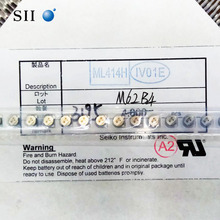 SII
製品名
ML414H IV01E
Description
ロット
Lot
M62B4
Seiko Instruments Inc.
A2
Warning
Fire and Burn Hazard
Do not disassemble, heat above 212° F or incinerate.
Keep battery out of reach of children and in original
package until ready to use.
Dispose of used batteries promptly.